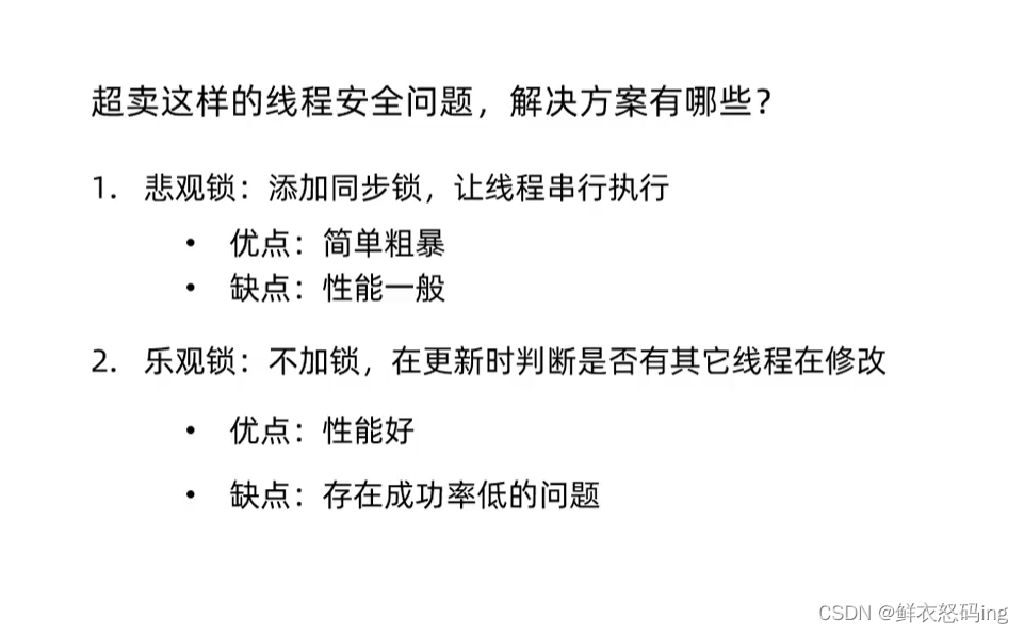 超卖这样的线程安全问题，解决方案有哪些？
1. 悲观锁：添加同步锁，让线程串行执行
• 优点：简单粗暴
• 缺点：性能一般
2. 乐观锁：不加锁，在更新时判断是否有其它线程在修改
• 优点：性能好
• 缺点：存在成功率低的问题
CSDN @鲜衣怒码ing